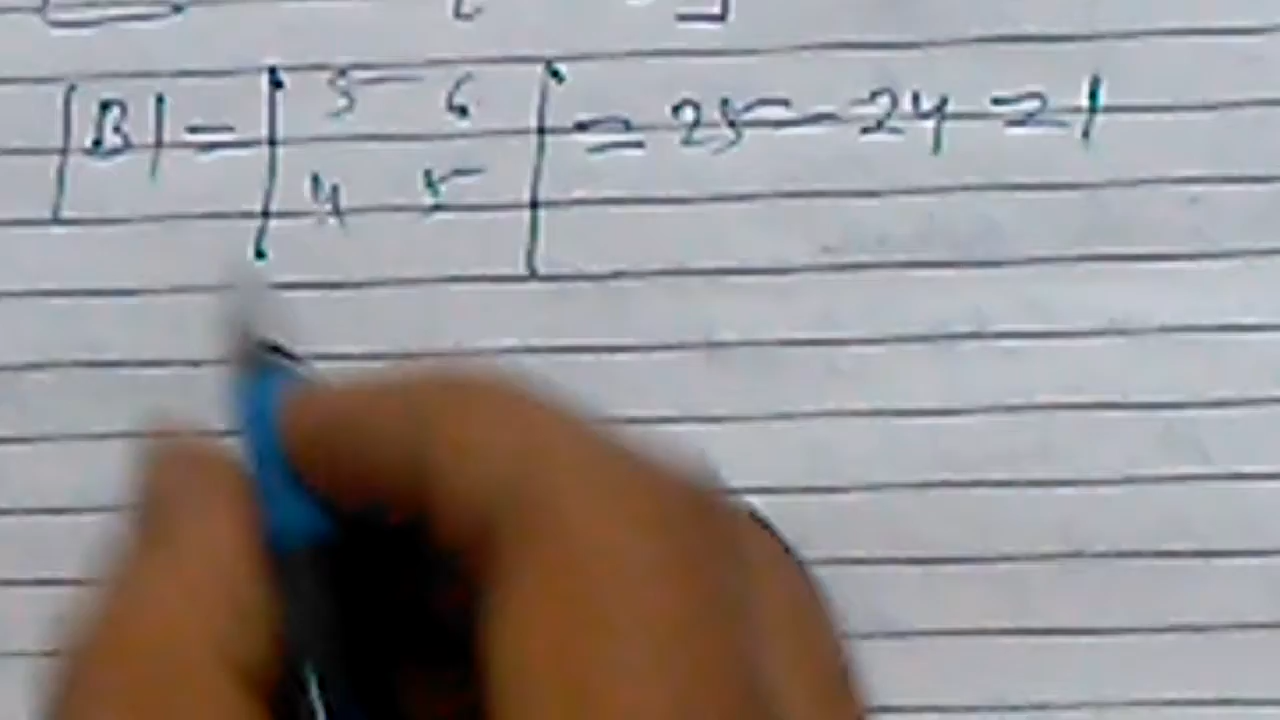 |B| = | 5 6 | = 25 - 24 = 1
4 5